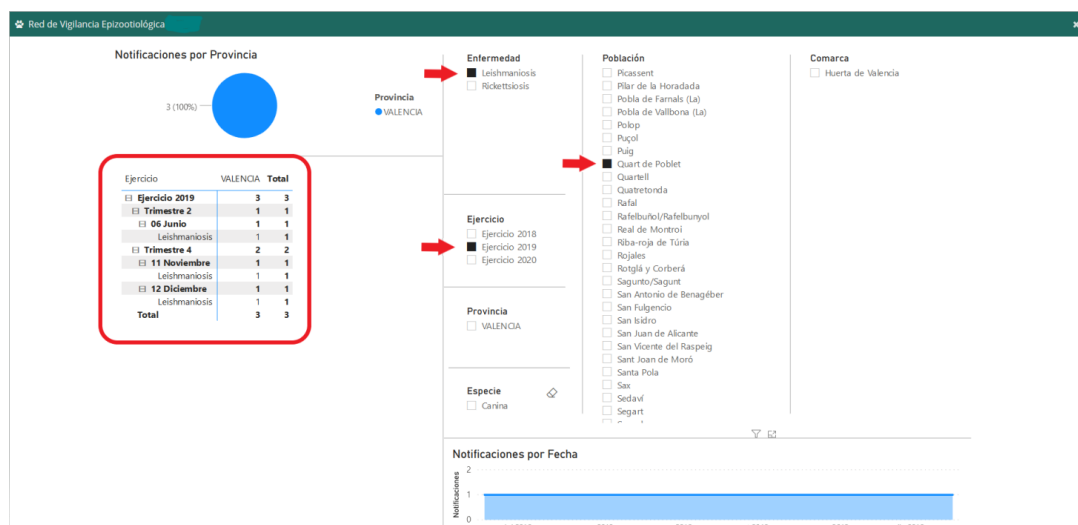 Red de Vigilancia Epizootiológica
Notificaciones por Provincia
3 (100%)
Provincia
VALENCIA
Ejercicio VALENCIA Total
Ejercicio 2019 3 3
Trimestre 2 1 1
06 Junio 1 1
Leishmaniosis 1 1
Trimestre 4 2 2
11 Noviembre 1 1
Leishmaniosis 1 1
12 Diciembre 1 1
Leishmaniosis 1 1
Total 3 3
Enfermedad
Leishmaniosis
Rickettsiosis
Ejercicio
Ejercicio 2018
Ejercicio 2019
Ejercicio 2020
Provincia
VALENCIA
Especie
Canina
Población
Picassent
Pilar de la Horadada
Pobla de Farnals (La)
Pobla de Vallbona (La)
Polop
Puçol
Puig
Quart de Poblet
Quartell
Quatretonda
Rafal
Rafelbuñol/Rafelbunyol
Real de Montroi
Riba-roja de Túria
Rojales
Rotglá y Corberá
Sagunto/Sagunt
San Antonio de Benagéber
San Fulgencio
San Isidro
San Juan de Alicante
San Vicente del Raspeig
Sant Joan de Moró
Santa Pola
Sax
Sedaví
Segart
Comarca
Huerta de Valencia
Notificaciones por Fecha
Notificaciones
2
1
0